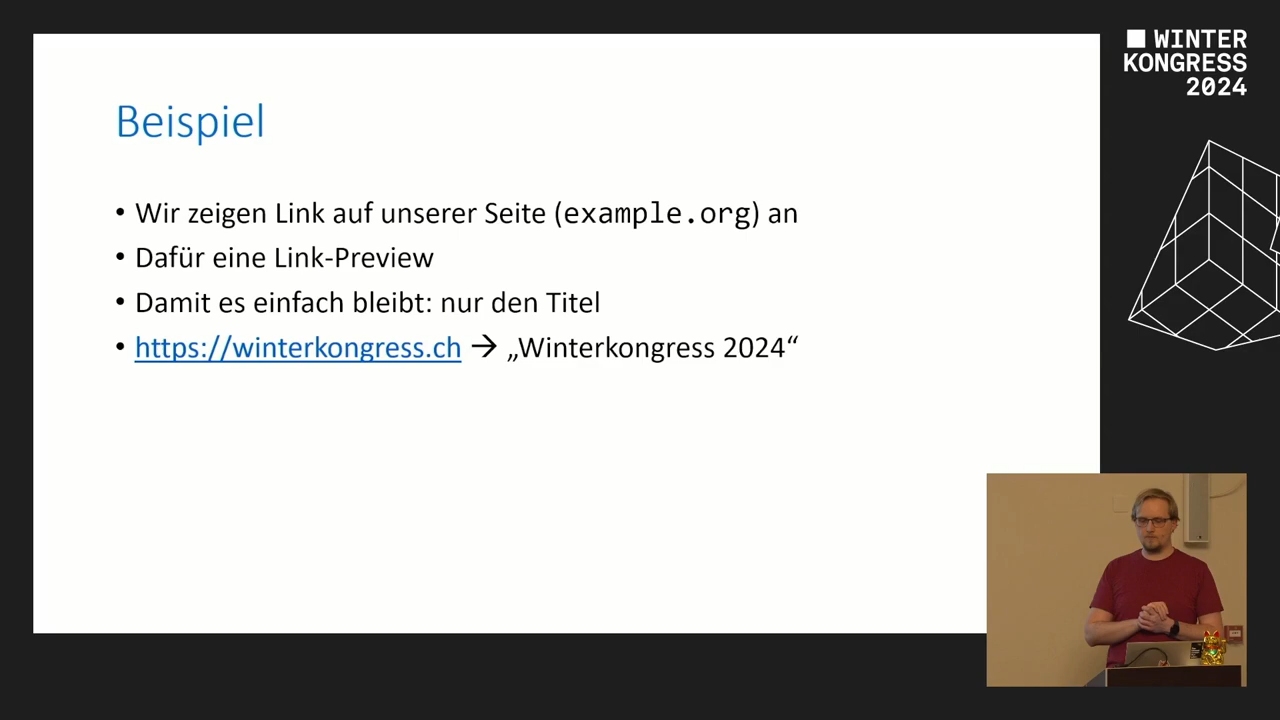 WINTER
KONGRESS
2024
Beispiel
• Wir zeigen Link auf unserer Seite (example.org) an
• Dafür eine Link-Preview
• Damit es einfach bleibt: nur den Titel
• https://winterkongress.ch → „Winterkongress 2024“